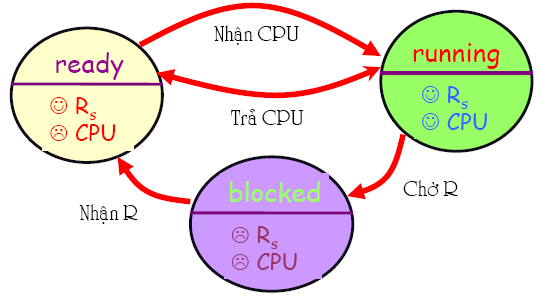 Nhận CPU
ready
☺ Rs
☹ CPU
running
☺ Rs
☺ CPU
Trả CPU
Chờ R
Nhận R
blocked
☹ Rs
☹ CPU